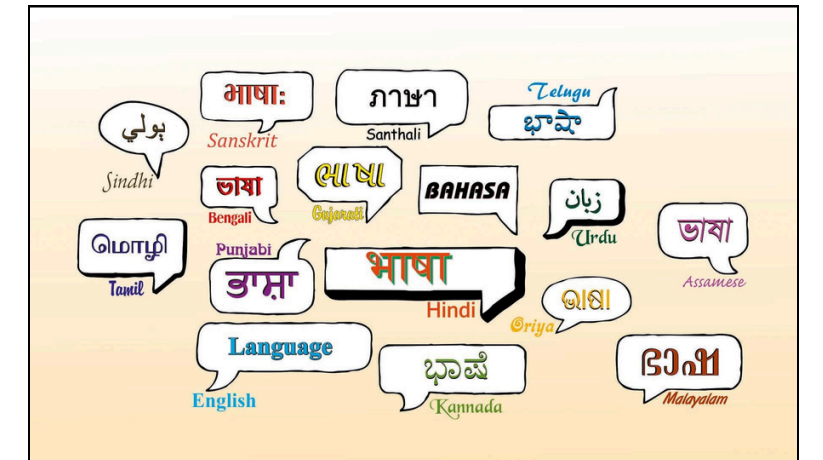 भाषा:
Sanskrit
ภาษา
Santhali
Telugu
భాషా
ٻولي
Sindhi
ভাষা
Bengali
ભાષા
Gujarati
BAHASA
زبان
Urdu
ভাষা
Assamese
மொழி
Tamil
Punjabi
ਭਾਸ਼ਾ
भाषा
Hindi
ଭାଷା
Oriya
Language
English
ಭಾಷೆ
Kannada
ഭാഷ
Malayalam